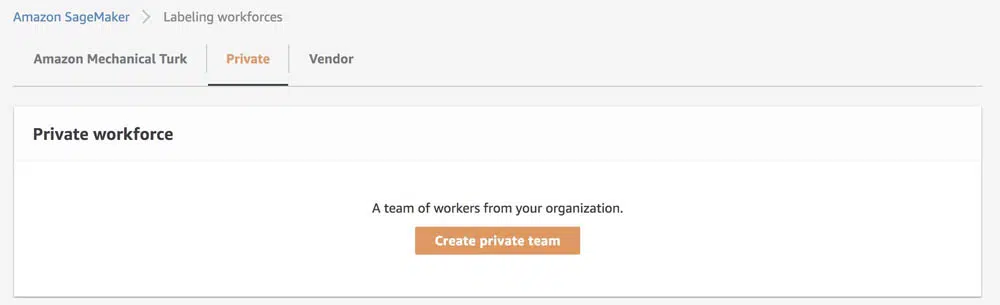 Amazon SageMaker > Labeling workforces
Amazon Mechanical Turk Private Vendor
Private workforce
A team of workers from your organization.
Create private team